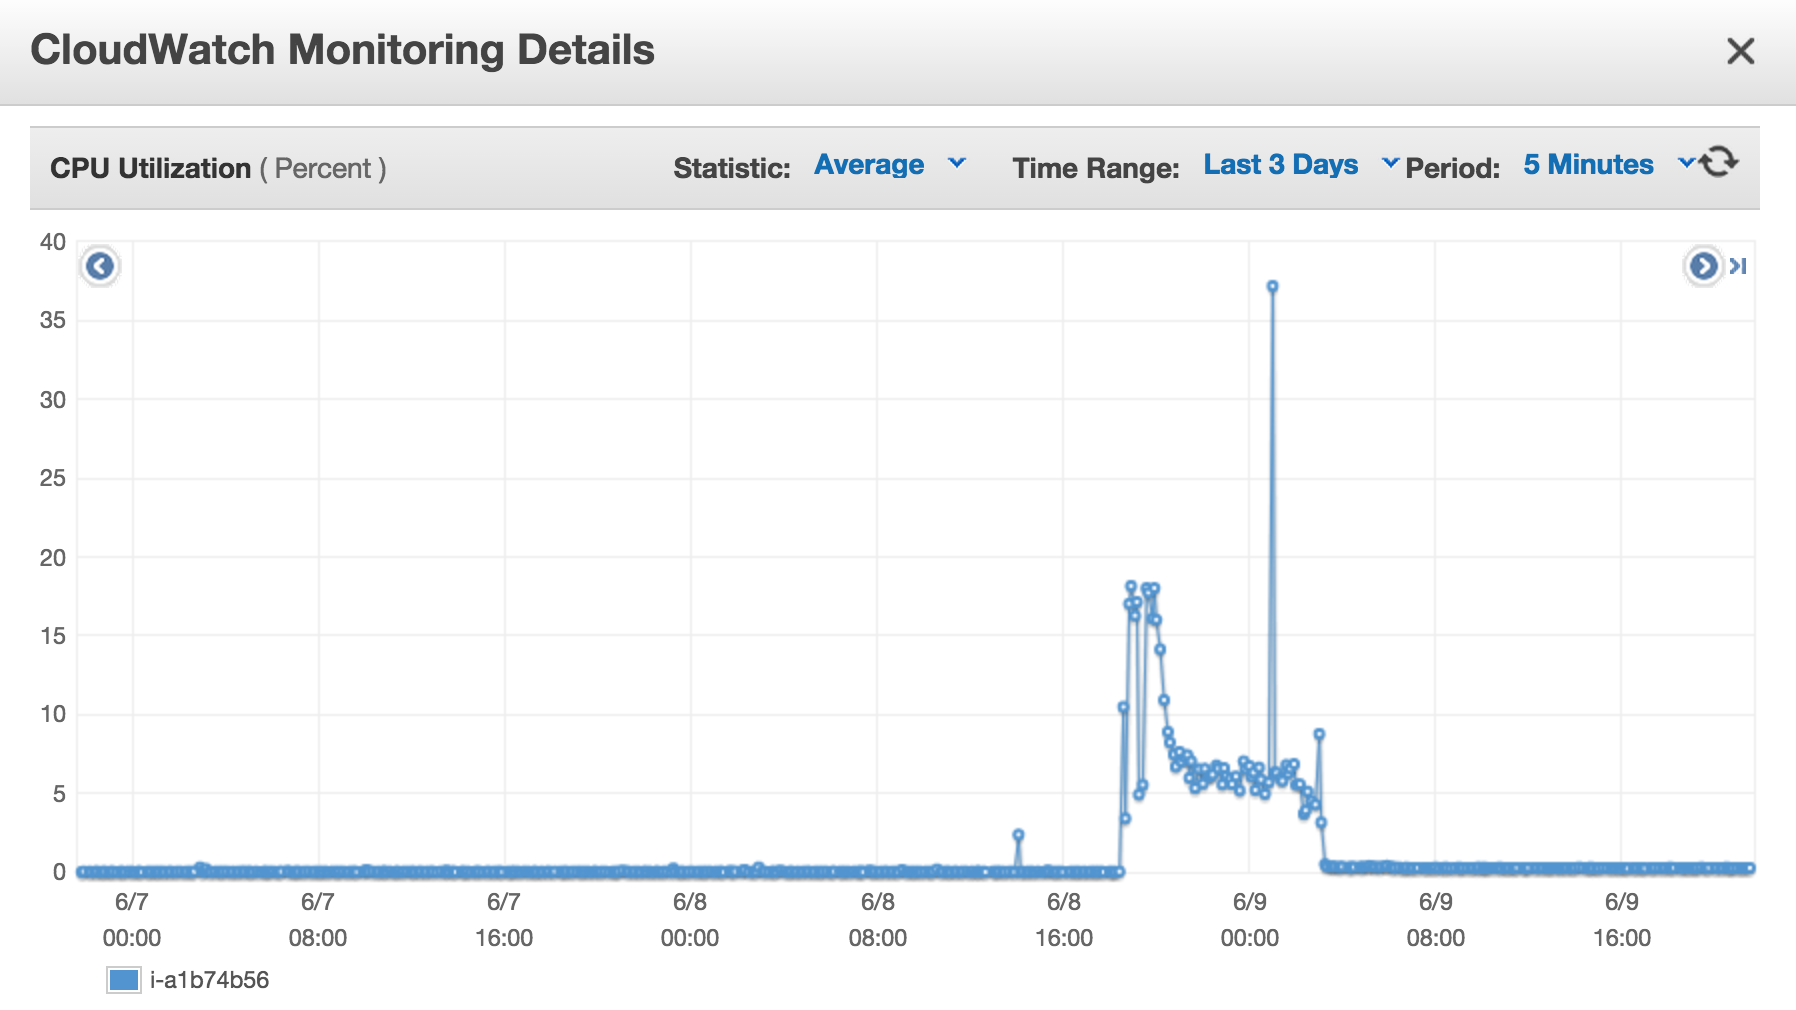 CloudWatch Monitoring Details
CPU Utilization ( Percent ) Statistic: Average Time Range: Last 3 Days Period: 5 Minutes
40
35
30
25
20
15
10
5
0
6/7 6/7 6/7 6/8 6/8 6/8 6/9 6/9 6/9
00:00 08:00 16:00 00:00 08:00 16:00 00:00 08:00 16:00
i-a1b74b56